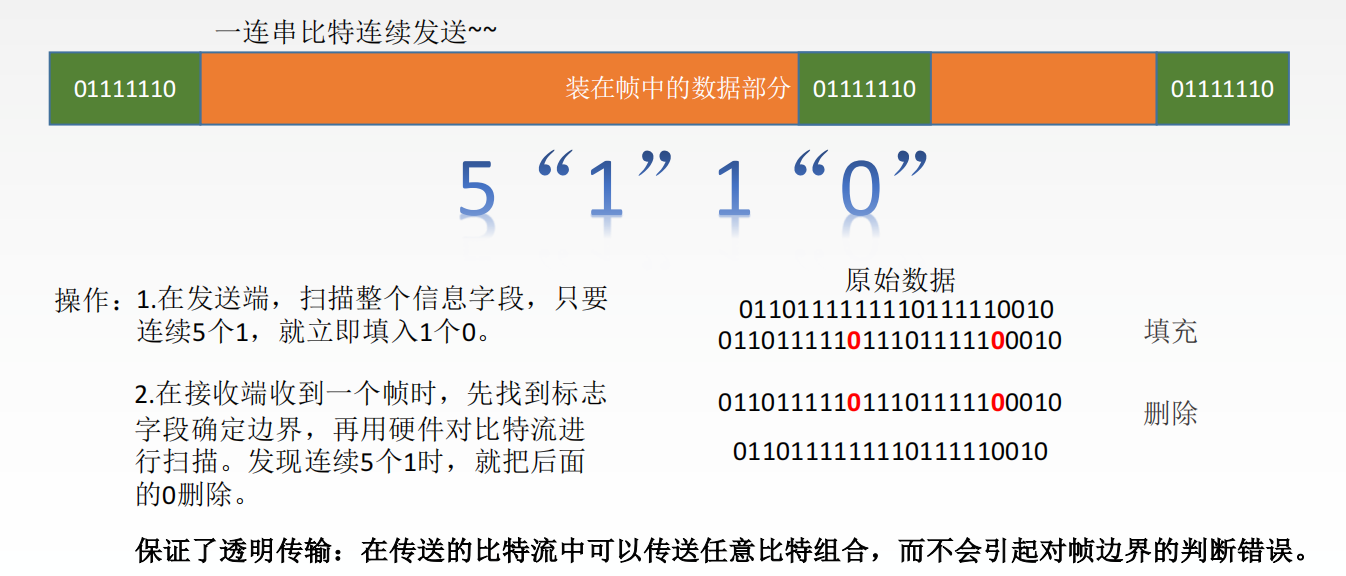 一连串比特连续发送~~
01111110 装在帧中的数据部分 01111110 01111110
5“1”1“0”
原始数据
操作：1.在发送端，扫描整个信息字段，只要
连续5个1，就立即填入1个0。
0110111111110111110010
011011111011101111100010 填充
2.在接收端收到一个帧时，先找到标志
字段确定边界，再用硬件对比特流进
行扫描。发现连续5个1时，就把后面
的0删除。
011011111011101111100010 删除
0110111111110111110010
保证了透明传输：在传送的比特流中可以传送任意比特组合，而不会引起对帧边界的判断错误。